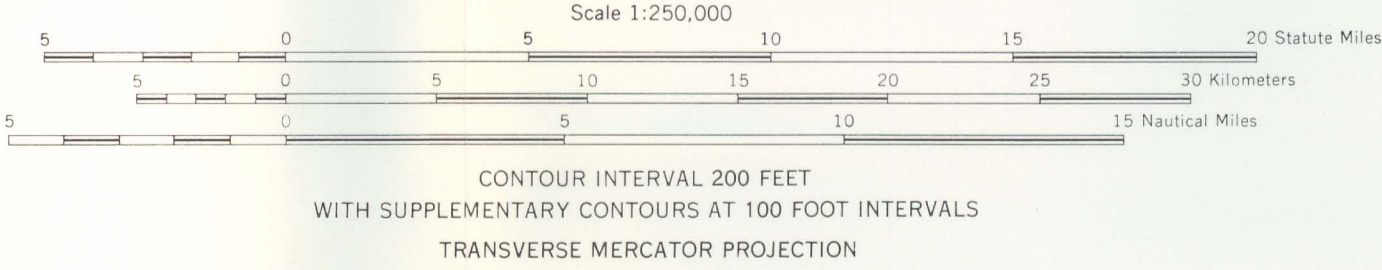 Scale 1:250,000
5 0 5 10 15 20 Statute Miles
5 0 5 10 15 20 25 30 Kilometers
5 0 5 10 15 Nautical Miles
CONTOUR INTERVAL 200 FEET
WITH SUPPLEMENTARY CONTOURS AT 100 FOOT INTERVALS
TRANSVERSE MERCATOR PROJECTION